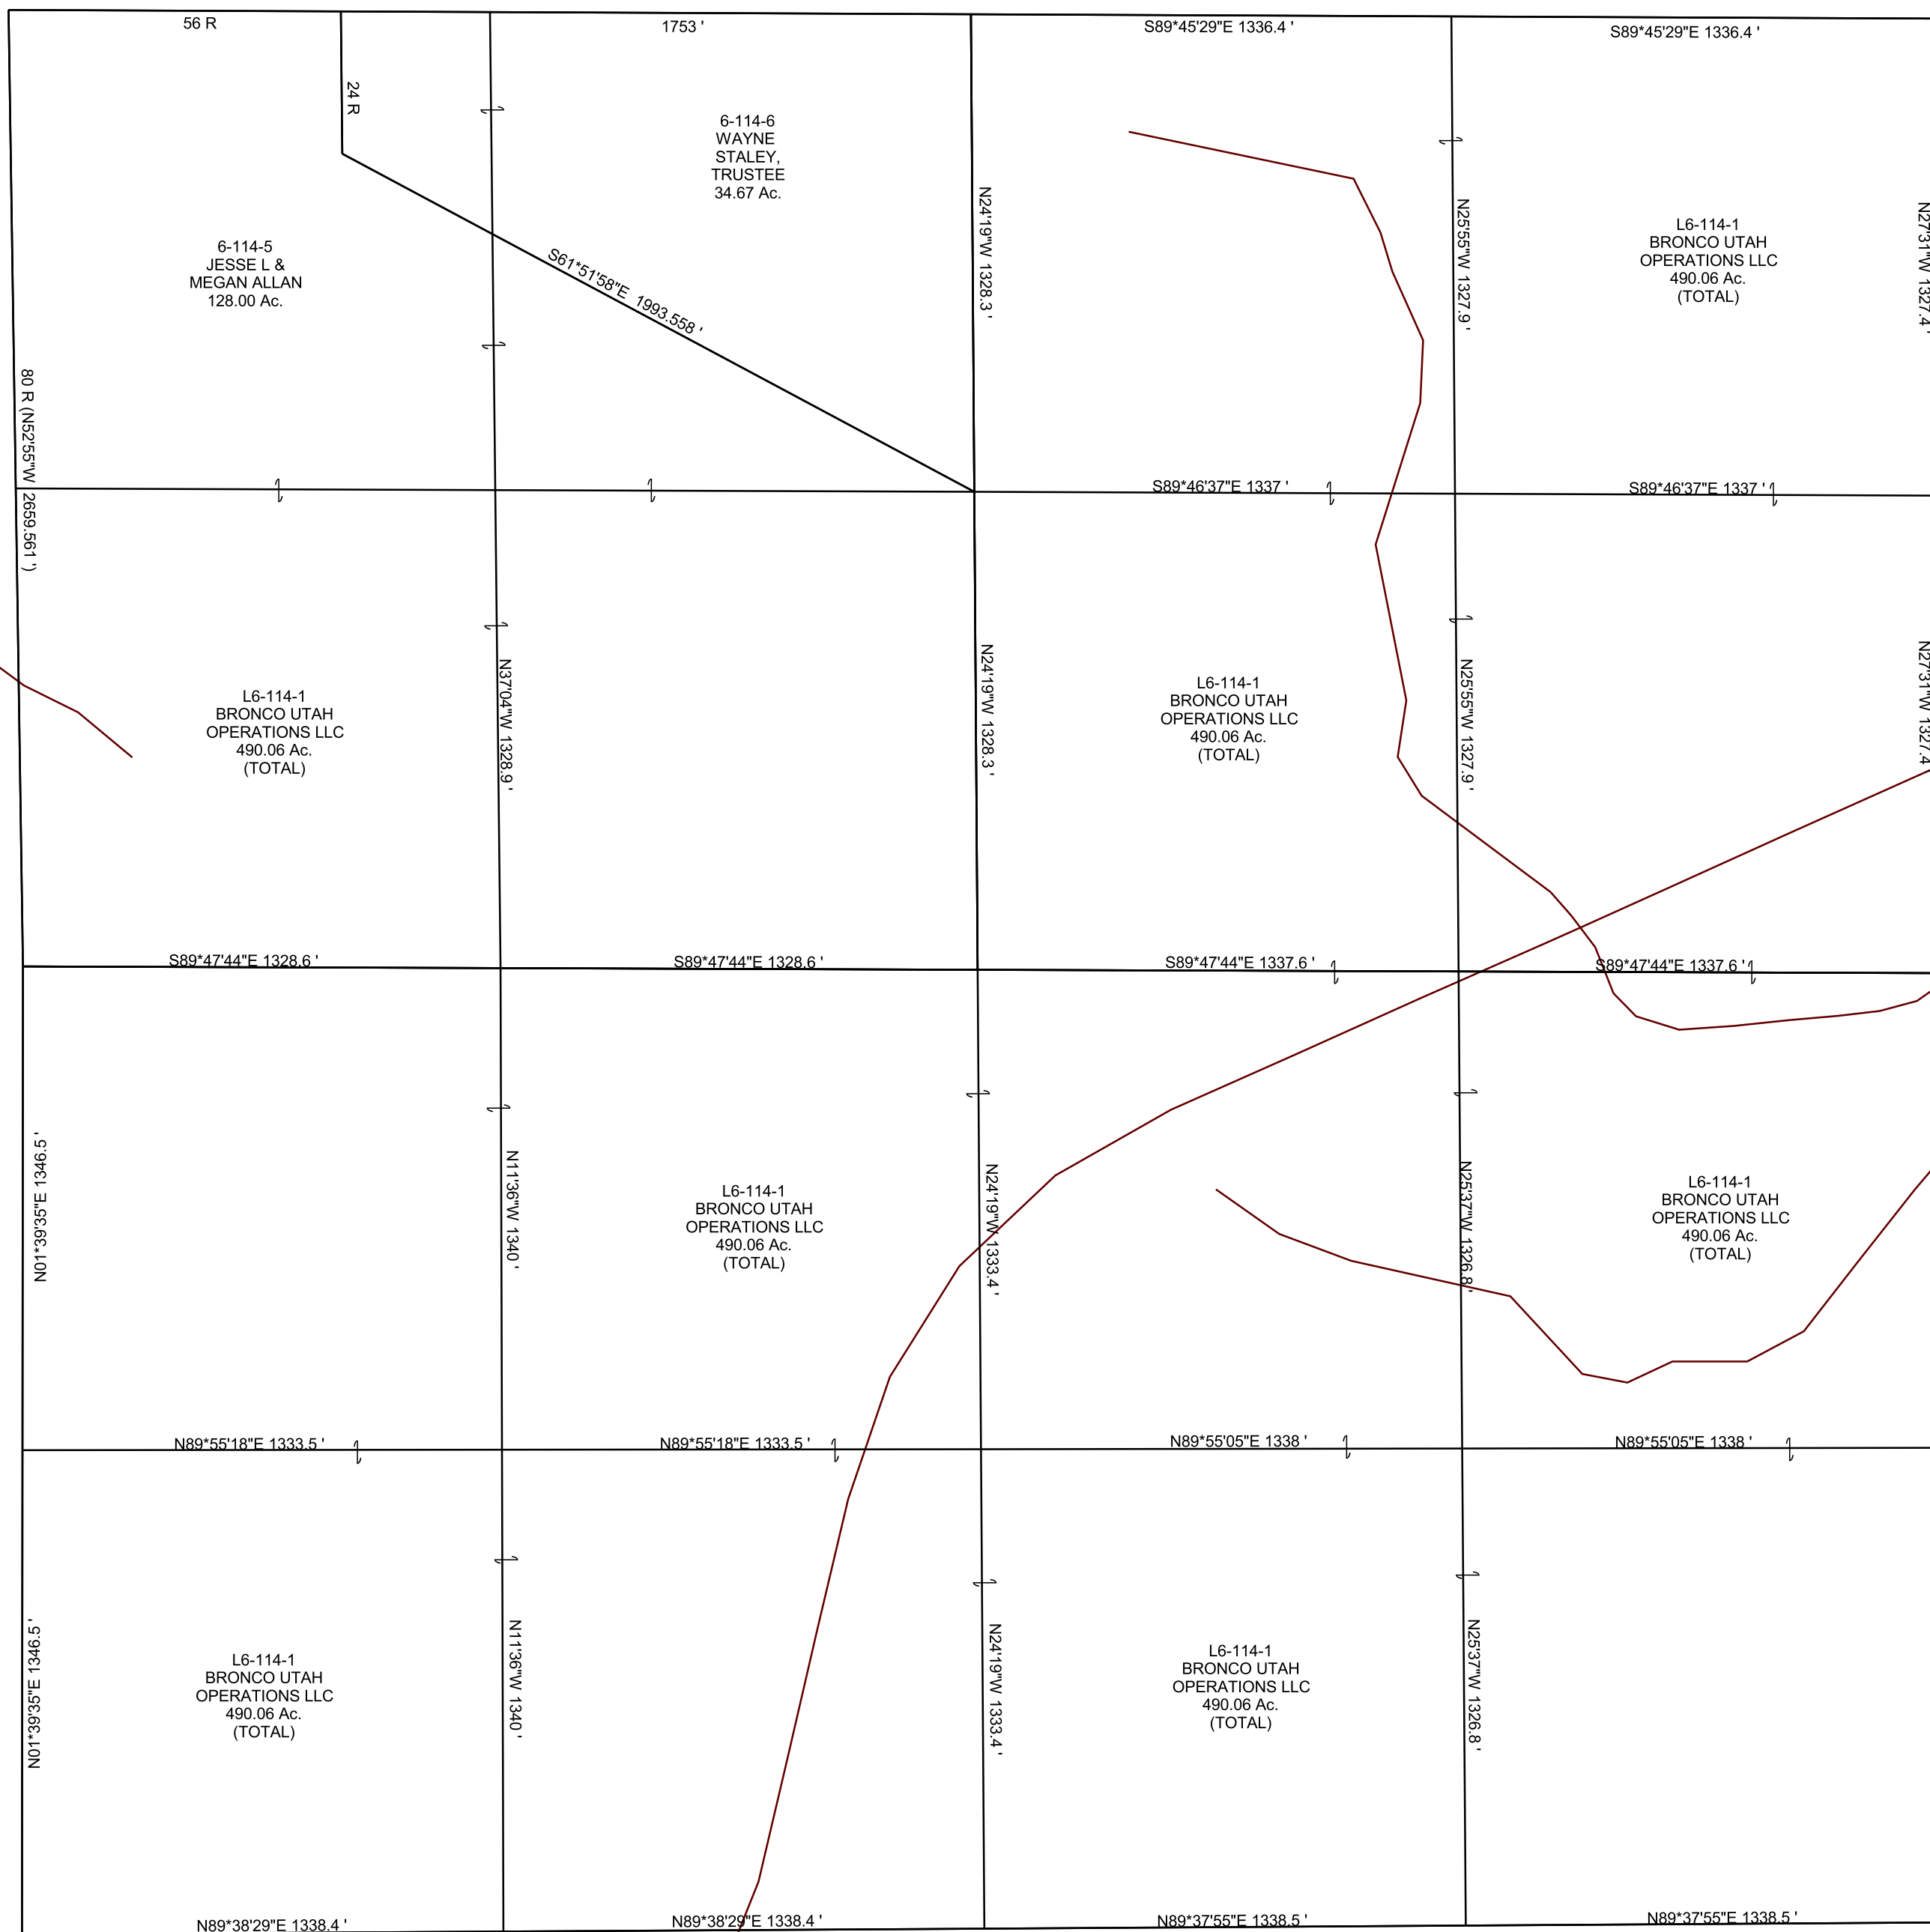 56 R
1753 '
S89*45'29"E 1336.4 '
S89*45'29"E 1336.4 '
24 R
6-114-6
WAYNE
STALEY,
TRUSTEE
34.67 Ac.
N24'19"W 1328.3 '
N25'55"W 1327.9 '
L6-114-1
BRONCO UTAH
OPERATIONS LLC
490.06 Ac.
(TOTAL)
N27'31"W 1327.4 '
6-114-5
JESSE L &
MEGAN ALLAN
128.00 Ac.
S61*51'58"E 1993.558 '
80 R (N52'55"W 2659.561 ')
S89*46'37"E 1337 '
S89*46'37"E 1337 '
L6-114-1
BRONCO UTAH
OPERATIONS LLC
490.06 Ac.
(TOTAL)
N37'04"W 1328.9 '
N24'19"W 1328.3 '
L6-114-1
BRONCO UTAH
OPERATIONS LLC
490.06 Ac.
(TOTAL)
N25'55"W 1327.9 '
N27'31"W 1327.4
S89*47'44"E 1328.6 '
S89*47'44"E 1328.6 '
S89*47'44"E 1337.6 '
S89*47'44"E 1337.6 '
N01*39'35"E 1346.5 '
N11'36"W 1340 '
L6-114-1
BRONCO UTAH
OPERATIONS LLC
490.06 Ac.
(TOTAL)
N24'19"W 1333.4 '
N25'37"W 1326.8 '
L6-114-1
BRONCO UTAH
OPERATIONS LLC
490.06 Ac.
(TOTAL)
N89*55'18"E 1333.5 '
N89*55'18"E 1333.5 '
N89*55'05"E 1338 '
N89*55'05"E 1338 '
N01*39'35"E 1346.5 '
L6-114-1
BRONCO UTAH
OPERATIONS LLC
490.06 Ac.
(TOTAL)
N11'36"W 1340 '
N24'19"W 1333.4 '
L6-114-1
BRONCO UTAH
OPERATIONS LLC
490.06 Ac.
(TOTAL)
N25'37"W 1326.8 '
N89*38'29"E 1338.4 '
N89*38'29"E 1338.4 '
N89*37'55"E 1338.5 '
N89*37'55"E 1338.5 '